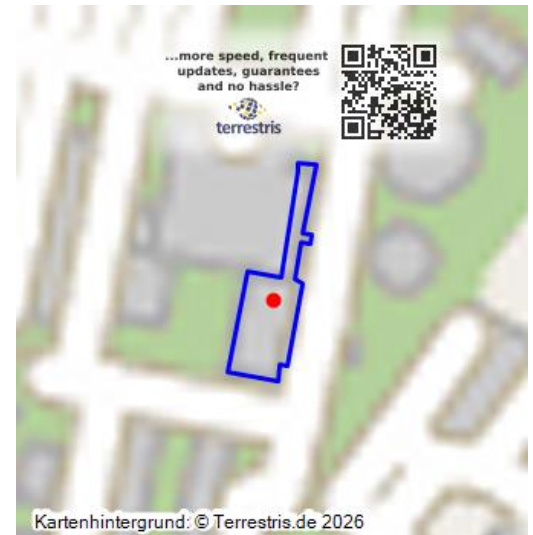 ...more speed, frequent
updates, guarantees
and no hassle?
terrestris
Kartenhintergrund: © Terrestris.de 2026